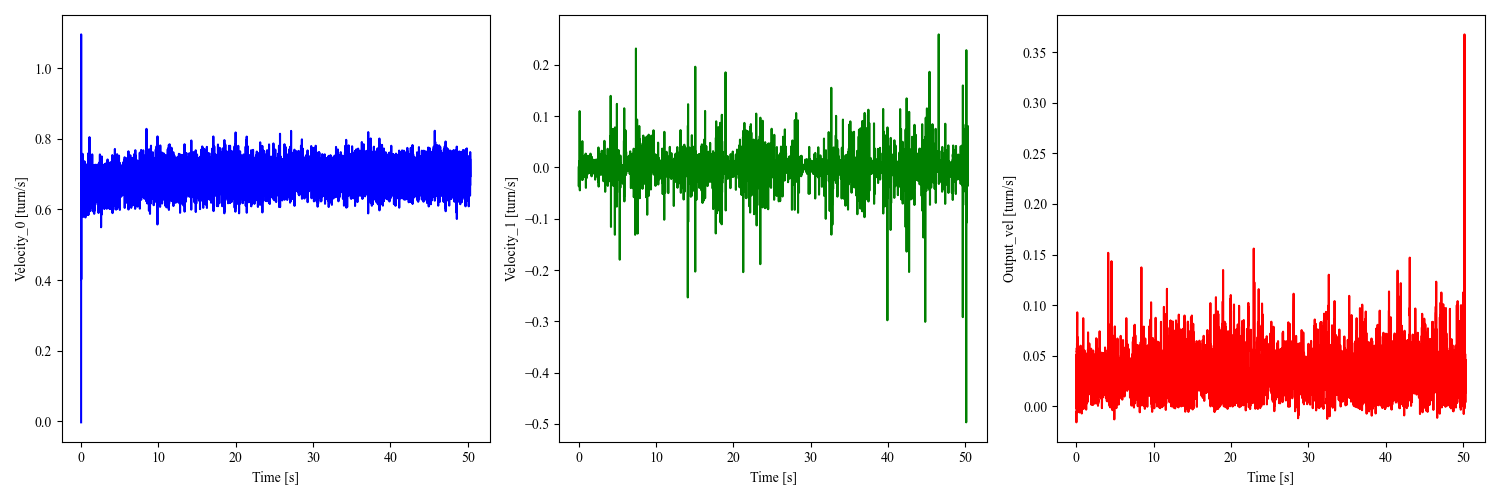 Velocity_0 [turn/s]
1.0
0.8
0.6
0.4
0.2
0.0
0 10 20 30 40 50
Time [s]
Velocity_1 [turn/s]
0.2
0.1
0.0
−0.1
−0.2
−0.3
−0.4
−0.5
0 10 20 30 40 50
Time [s]
Output_vel [turn/s]
0.35
0.30
0.25
0.20
0.15
0.10
0.05
0.00
0 10 20 30 40 50
Time [s]